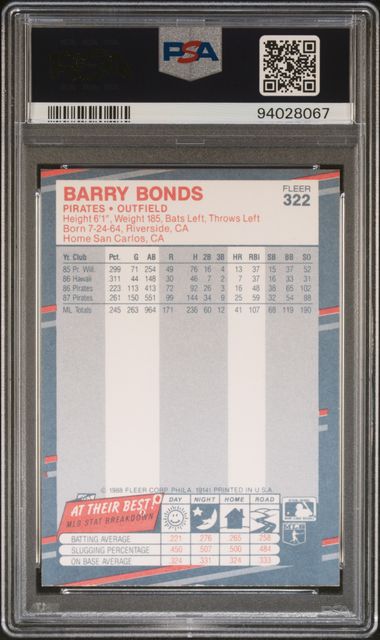 PSA
94028067
BARRY BONDS
FLEER
322
PIRATES • OUTFIELD
Height 6'1", Weight 185, Bats Left, Throws Left
Born 7-24-64, Riverside, CA
Home San Carlos, CA
Yr. Club Pct. G AB R H 2B 3B HR RBI SB BB SO
85 Pr. Will. 299 71 254 49 76 16 4 13 37 15 37 52
86 Hawaii 311 44 148 30 46 7 2 7 37 16 33 31
86 Pirates 223 113 413 72 92 26 3 16 48 36 65 102
87 Pirates 261 150 551 99 144 34 9 25 59 32 54 88
ML Totals 245 263 964 171 236 60 12 41 107 68 119 190
© 1988 FLEER CORP. PHILA. 19141 PRINTED IN U.S.A.
AT THEIR BEST!
MLB STAT BREAKDOWN
DAY NIGHT HOME ROAD
BATTING AVERAGE 221 276 265 258
SLUGGING PERCENTAGE 450 507 500 484
ON BASE AVERAGE 324 331 324 333